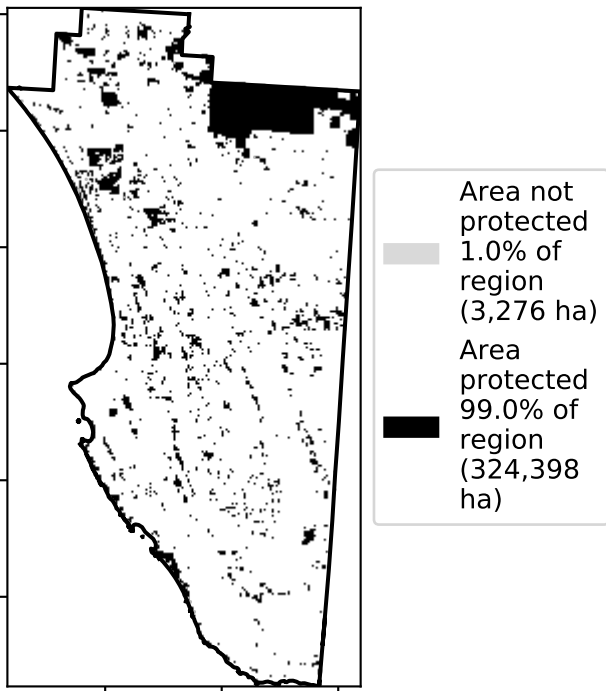 Area not
protected
1.0% of
region
(3,276 ha)
Area
protected
99.0% of
region
(324,398
ha)